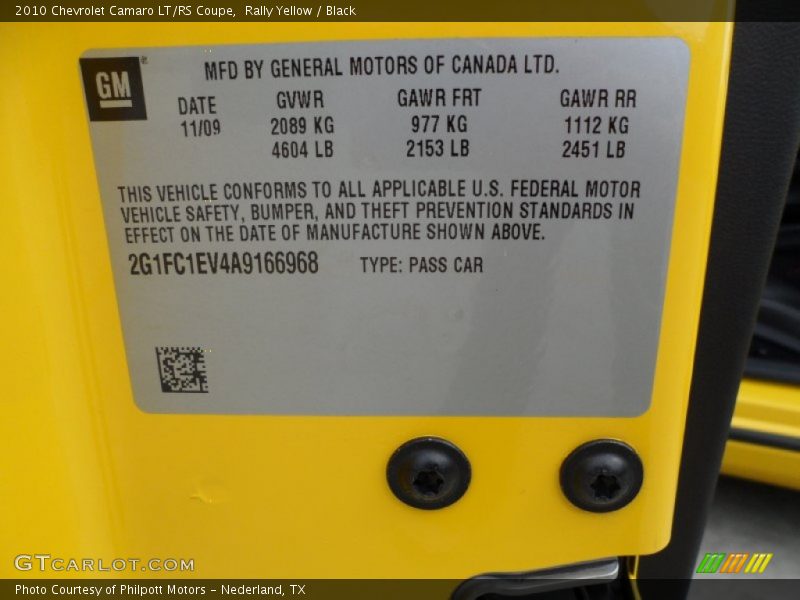 2010 Chevrolet Camaro LT/RS Coupe, Rally Yellow / Black
GM
MFD BY GENERAL MOTORS OF CANADA LTD.
DATE GVWR GAWR FRT GAWR RR
11/09 2089 KG 977 KG 1112 KG
4604 LB 2153 LB 2451 LB
THIS VEHICLE CONFORMS TO ALL APPLICABLE U.S. FEDERAL MOTOR
VEHICLE SAFETY, BUMPER, AND THEFT PREVENTION STANDARDS IN
EFFECT ON THE DATE OF MANUFACTURE SHOWN ABOVE.
2G1FC1EV4A9166968 TYPE: PASS CAR
GTCARLOT.COM
Photo Courtesy of Philpott Motors – Nederland, TX